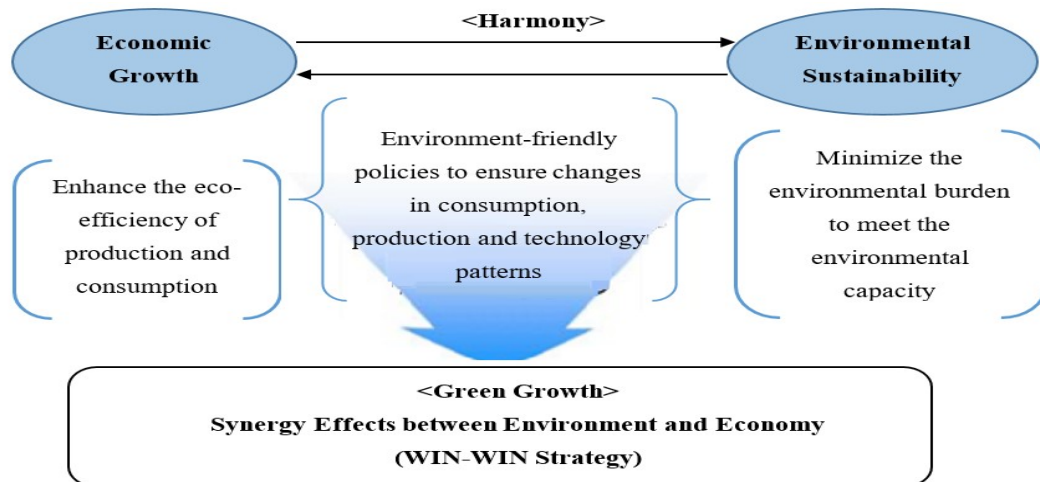 <Harmony>
Economic
Growth
Environmental
Sustainability
Enhance the eco-
efficiency of
production and
consumption
Environment-friendly
policies to ensure changes
in consumption,
production and technology
patterns
Minimize the
environmental burden
to meet the
environmental
capacity
<Green Growth>
Synergy Effects between Environment and Economy
(WIN-WIN Strategy)